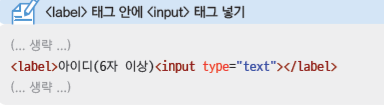 <label> 태그 안에 <input> 태그 넣기
(... 생략 ...)
<label>아이디(6자 이상)<input type="text"></label>
(... 생략 ...)